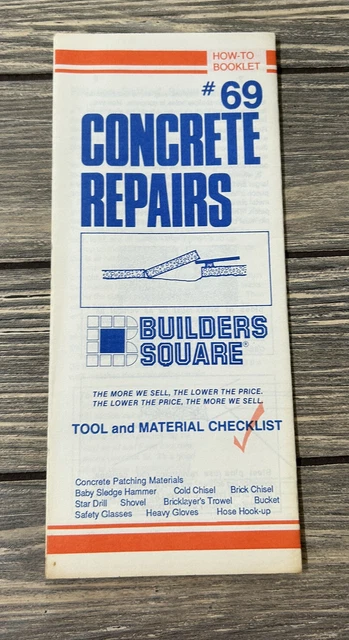 HOW-TO
BOOKLET
#69
CONCRETE
REPAIRS
BUILDERS
SQUARE®
THE MORE WE SELL, THE LOWER THE PRICE.
THE LOWER THE PRICE, THE MORE WE SELL.
TOOL and MATERIAL CHECKLIST
Concrete Patching Materials
Baby Sledge Hammer Cold Chisel Brick Chisel
Star Drill Shovel Bricklayer's Trowel Bucket
Safety Glasses Heavy Gloves Hose Hook-up